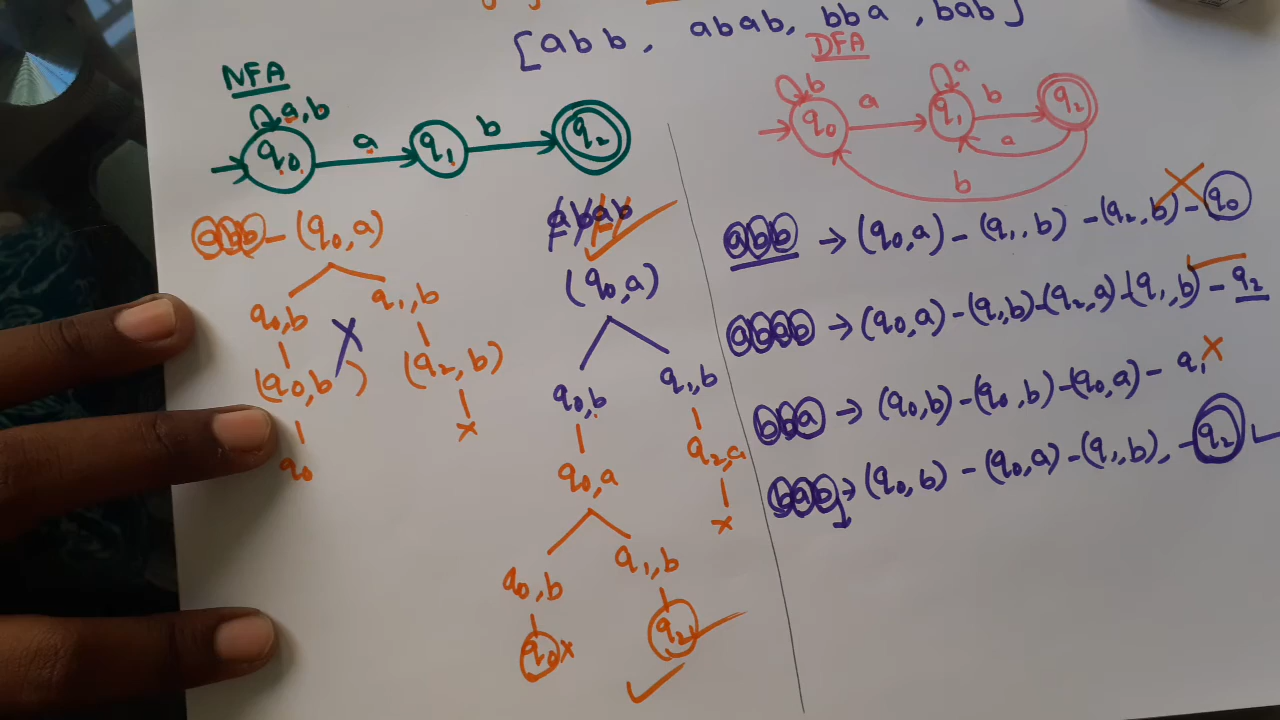 [abb, abab, bba, bab]
NFA
a,b
q0 a q1 b q2
abb - (q0,a)
q0,b q1,b
(q0,b) (q2,b)
x
q0
abab
(q0,a)
q0,b q1,b
q0,a q2,a
x
q0,b q1,b
q0 x q2
DFA
b a
q0 a q1 b q2
a
b
abb → (q0,a) - (q1,b) - (q2,b) - q0
abab → (q0,a) - (q1,b) - (q2,a) - (q1,b) - q2
bba → (q0,b) - (q0,b) - (q0,a) - q1 x
bab → (q0,b) - (q0,a) - (q1,b), - q2